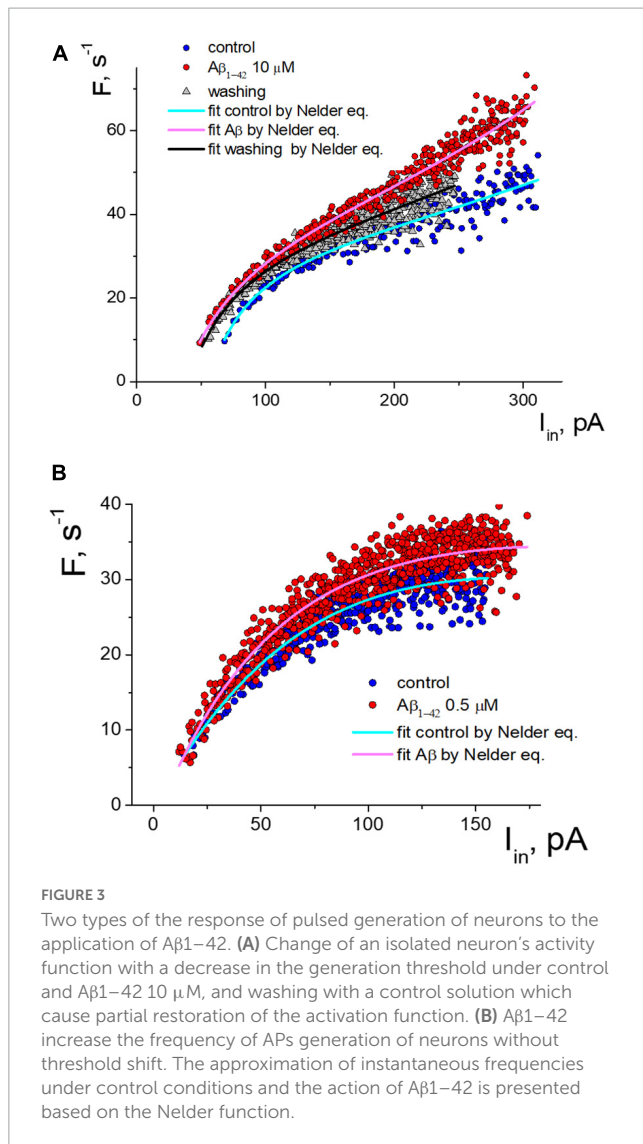 A
F, s⁻¹
control
Aβ₁₋₄₂ 10 μM
washing
fit control by Nelder eq.
fit Aβ by Nelder eq.
fit washing by Nelder eq.
60
40
20
0
0 100 200 300
I_in, pA
B
F, s⁻¹
40
30
20
10
0
control
Aβ₁₋₄₂ 0.5 μM
fit control by Nelder eq.
fit Aβ by Nelder eq.
0 50 100 150
I_in, pA
FIGURE 3
Two types of the response of pulsed generation of neurons to the
application of Aβ1–42. (A) Change of an isolated neuron's activity
function with a decrease in the generation threshold under control
and Aβ1–42 10 μM, and washing with a control solution which
cause partial restoration of the activation function. (B) Aβ1–42
increase the frequency of APs generation of neurons without
threshold shift. The approximation of instantaneous frequencies
under control conditions and the action of Aβ1–42 is presented
based on the Nelder function.